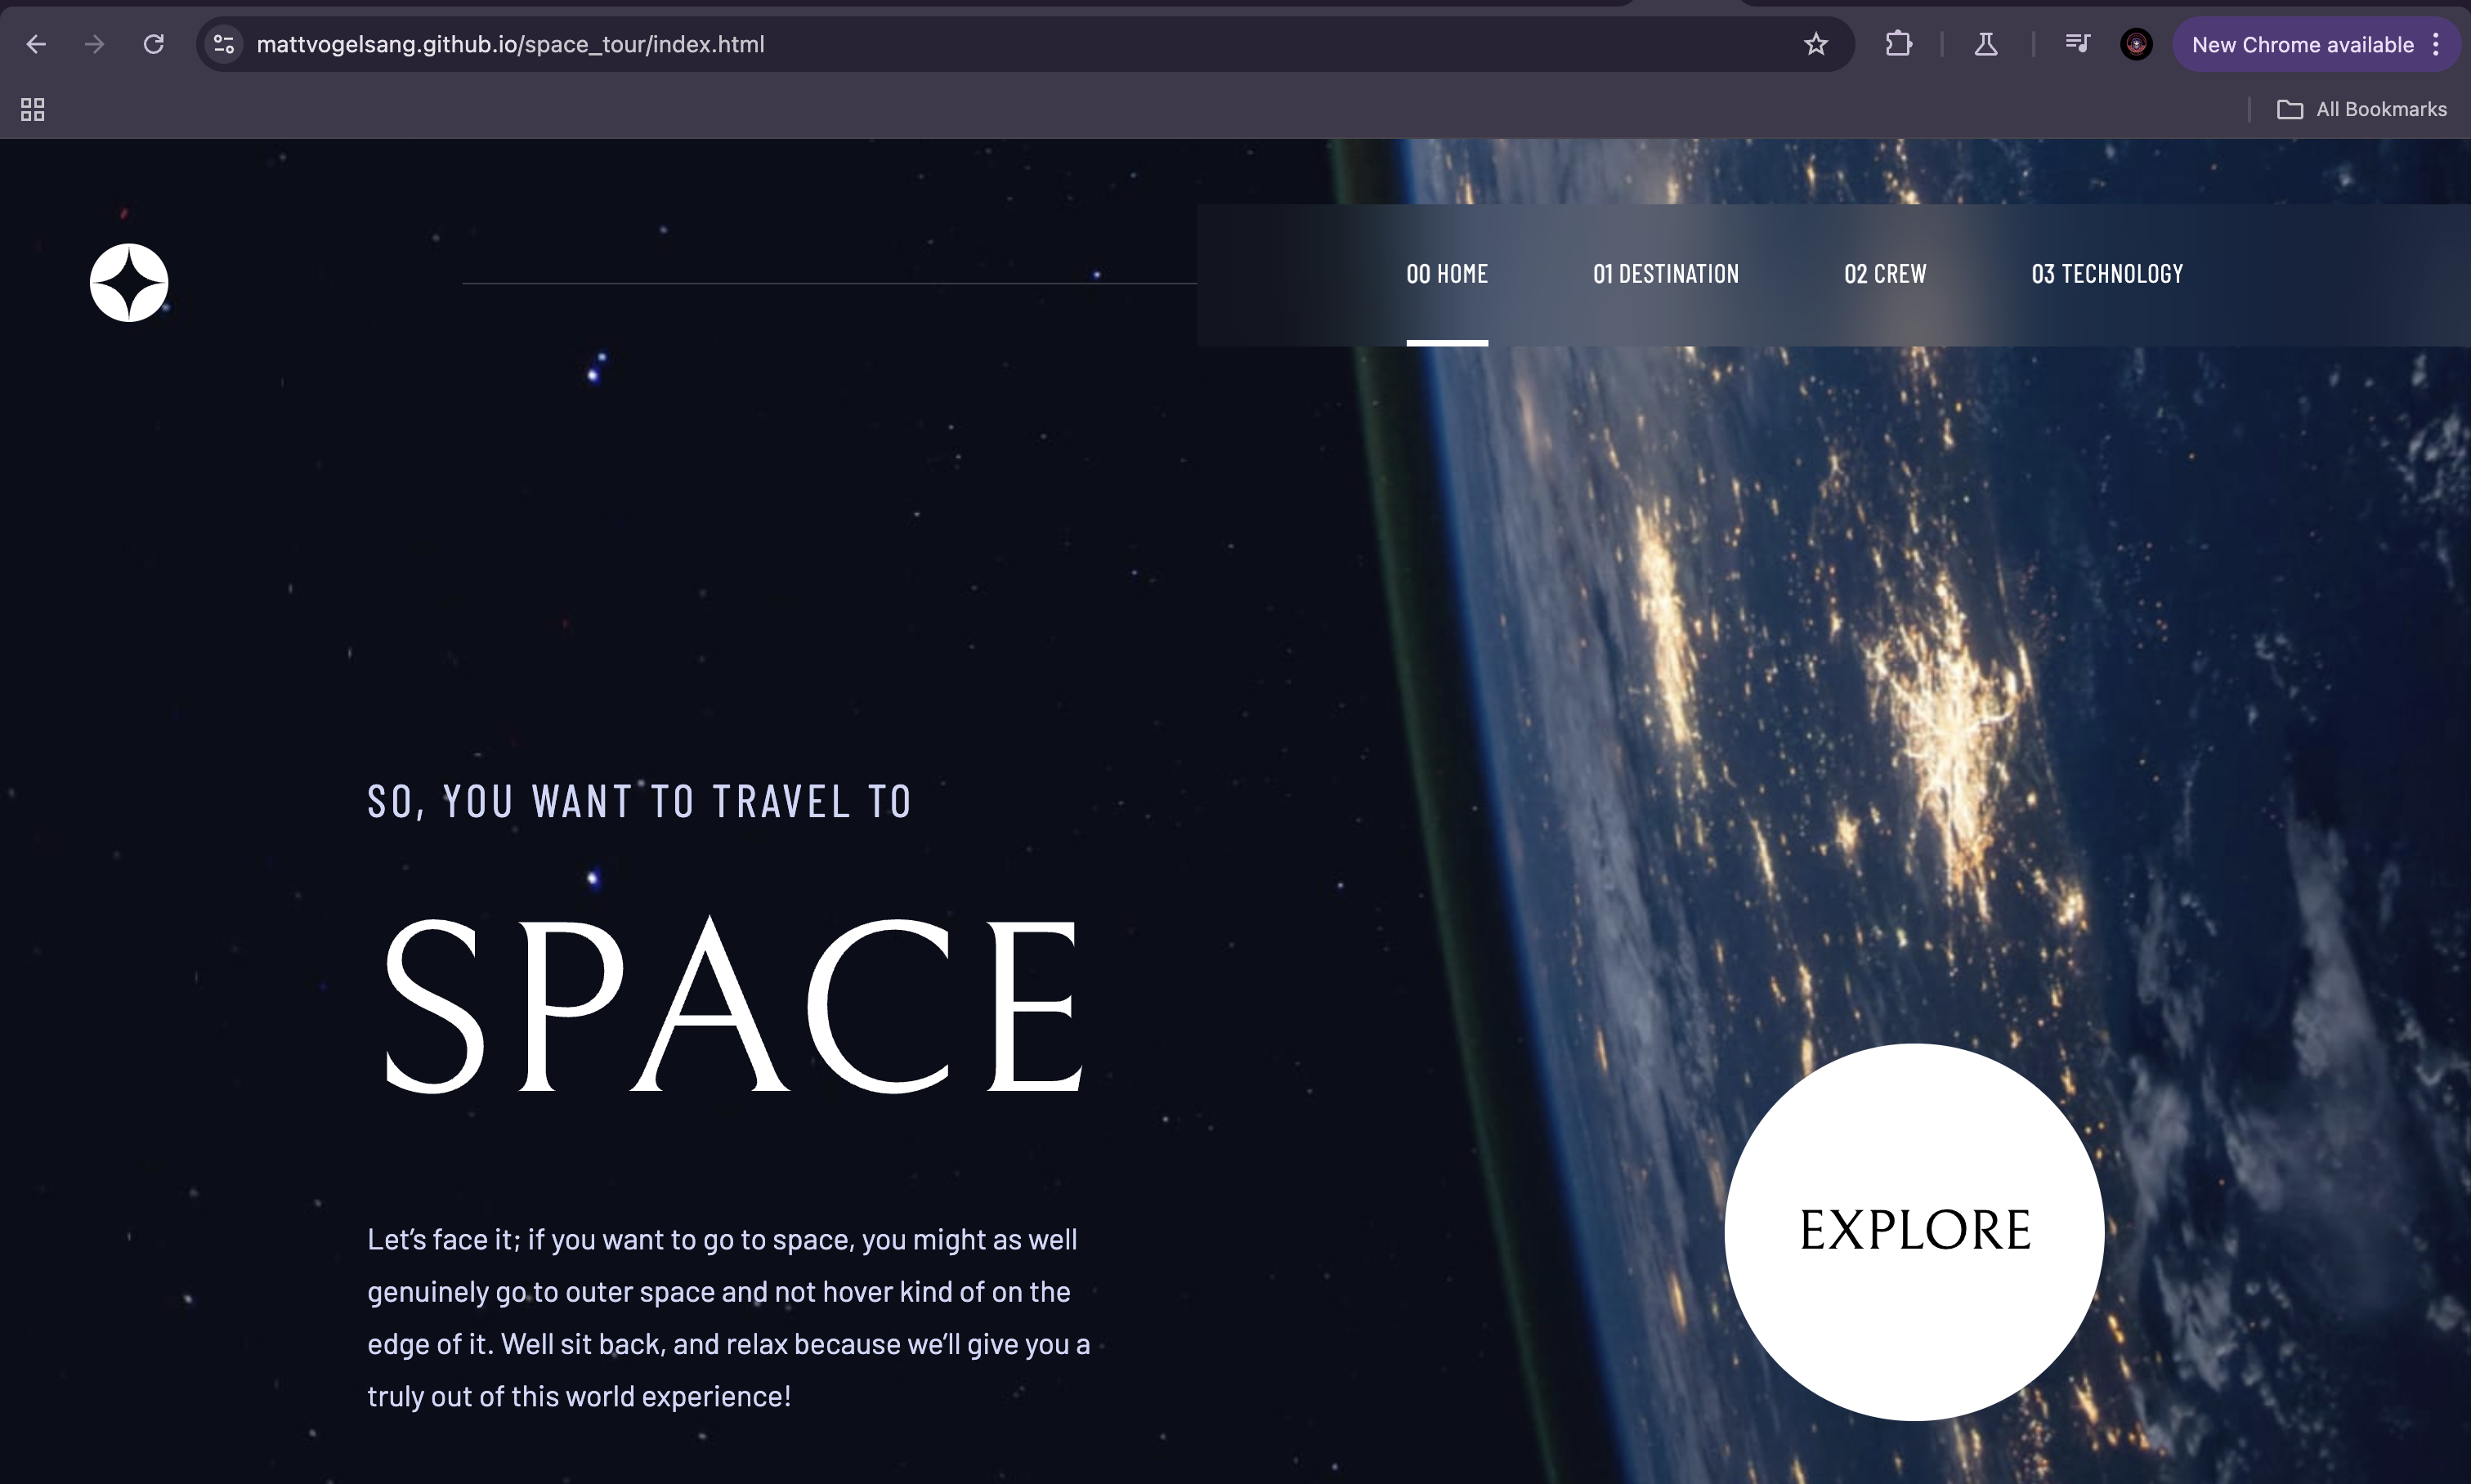 mattvogelsang.github.io/space_tour/index.html
New Chrome available
All Bookmarks
00 HOME
01 DESTINATION
02 CREW
03 TECHNOLOGY
SO, YOU WANT TO TRAVEL TO
SPACE
Let’s face it; if you want to go to space, you might as well
genuinely go to outer space and not hover kind of on the
edge of it. Well sit back, and relax because we’ll give you a
truly out of this world experience!
EXPLORE